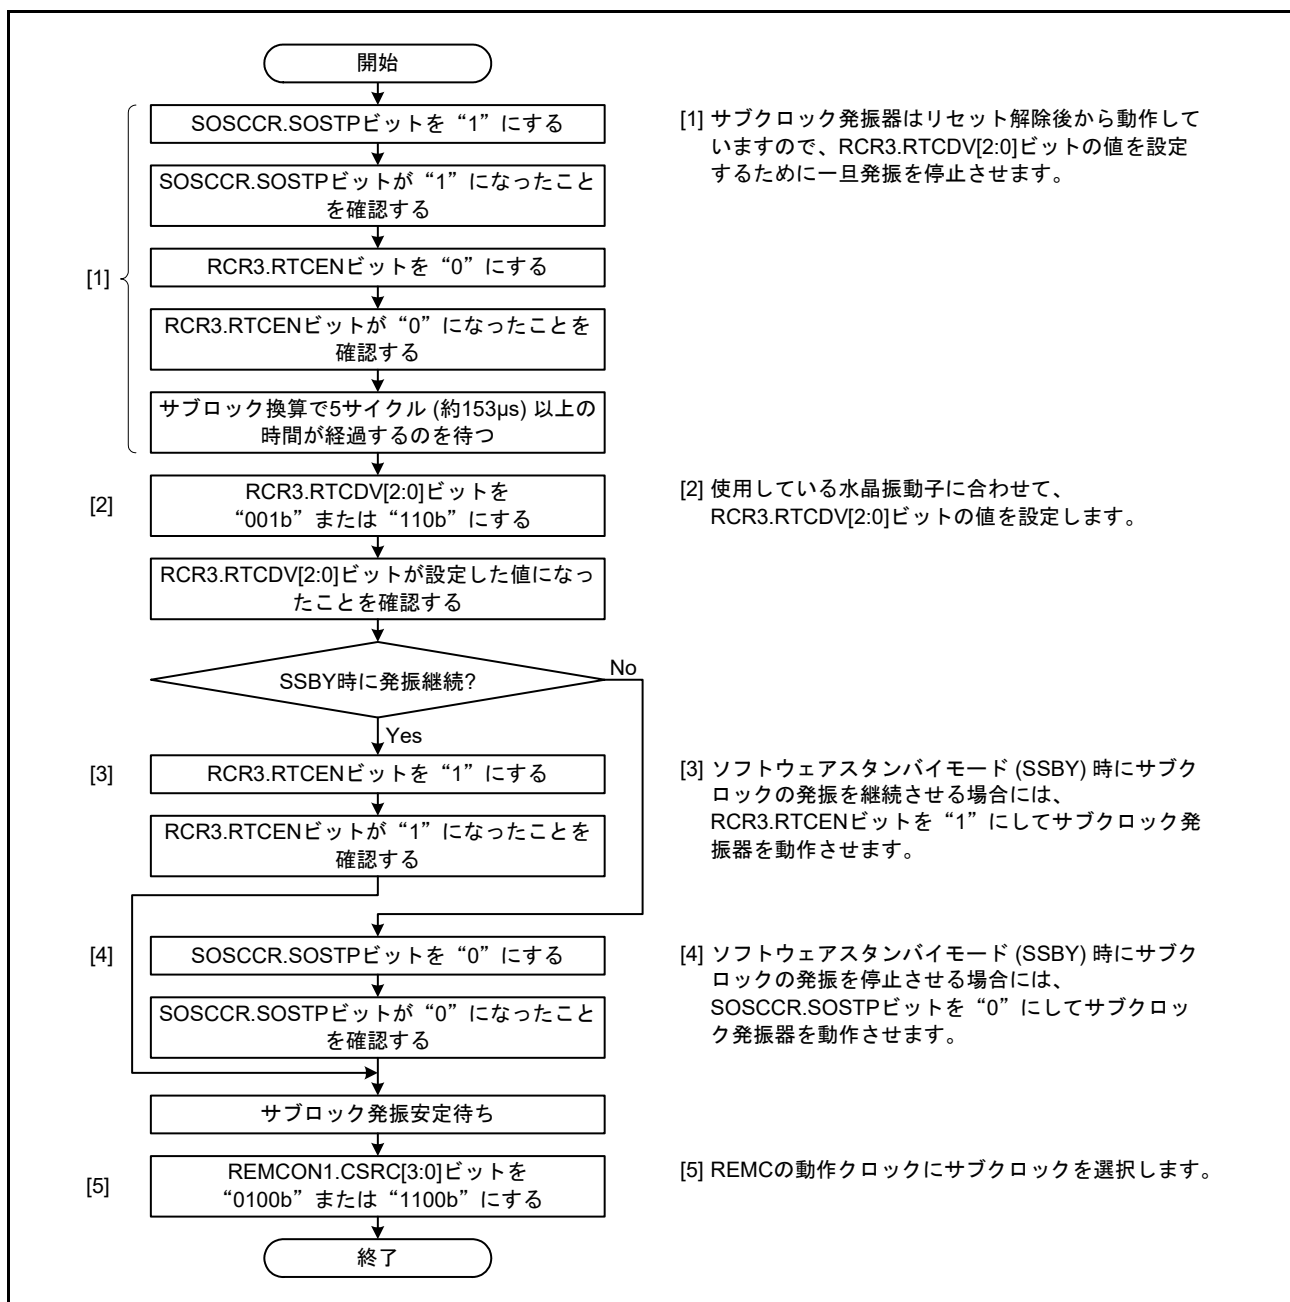 開始
[1]
SOSCCR.SOSTPビットを“1”にする
SOSCCR.SOSTPビットが“1”になったこと
を確認する
RCR3.RTCENビットを“0”にする
RCR3.RTCENビットが“0”になったことを
確認する
サブロック換算で5サイクル (約153µs) 以上の
時間が経過するのを待つ
[1] サブクロック発振器はリセット解除後から動作して
いますので、RCR3.RTCDV[2:0]ビットの値を設定
するために一旦発振を停止させます。
[2]
RCR3.RTCDV[2:0]ビットを
“001b”または“110b”にする
RCR3.RTCDV[2:0]ビットが設定した値になっ
たことを確認する
[2] 使用している水晶振動子に合わせて、
RCR3.RTCDV[2:0]ビットの値を設定します。
SSBY時に発振継続?
No
Yes
[3]
RCR3.RTCENビットを“1”にする
RCR3.RTCENビットが“1”になったことを
確認する
[3] ソフトウェアスタンバイモード (SSBY) 時にサブク
ロックの発振を継続させる場合には、
RCR3.RTCENビットを“1”にしてサブクロック発
振器を動作させます。
[4]
SOSCCR.SOSTPビットを“0”にする
SOSCCR.SOSTPビットが“0”になったこと
を確認する
[4] ソフトウェアスタンバイモード (SSBY) 時にサブク
ロックの発振を停止させる場合には、
SOSCCR.SOSTPビットを“0”にしてサブクロッ
ク発振器を動作させます。
サブロック発振安定待ち
[5]
REMCON1.CSRC[3:0]ビットを
“0100b”または“1100b”にする
[5] REMCの動作クロックにサブクロックを選択します。
終了